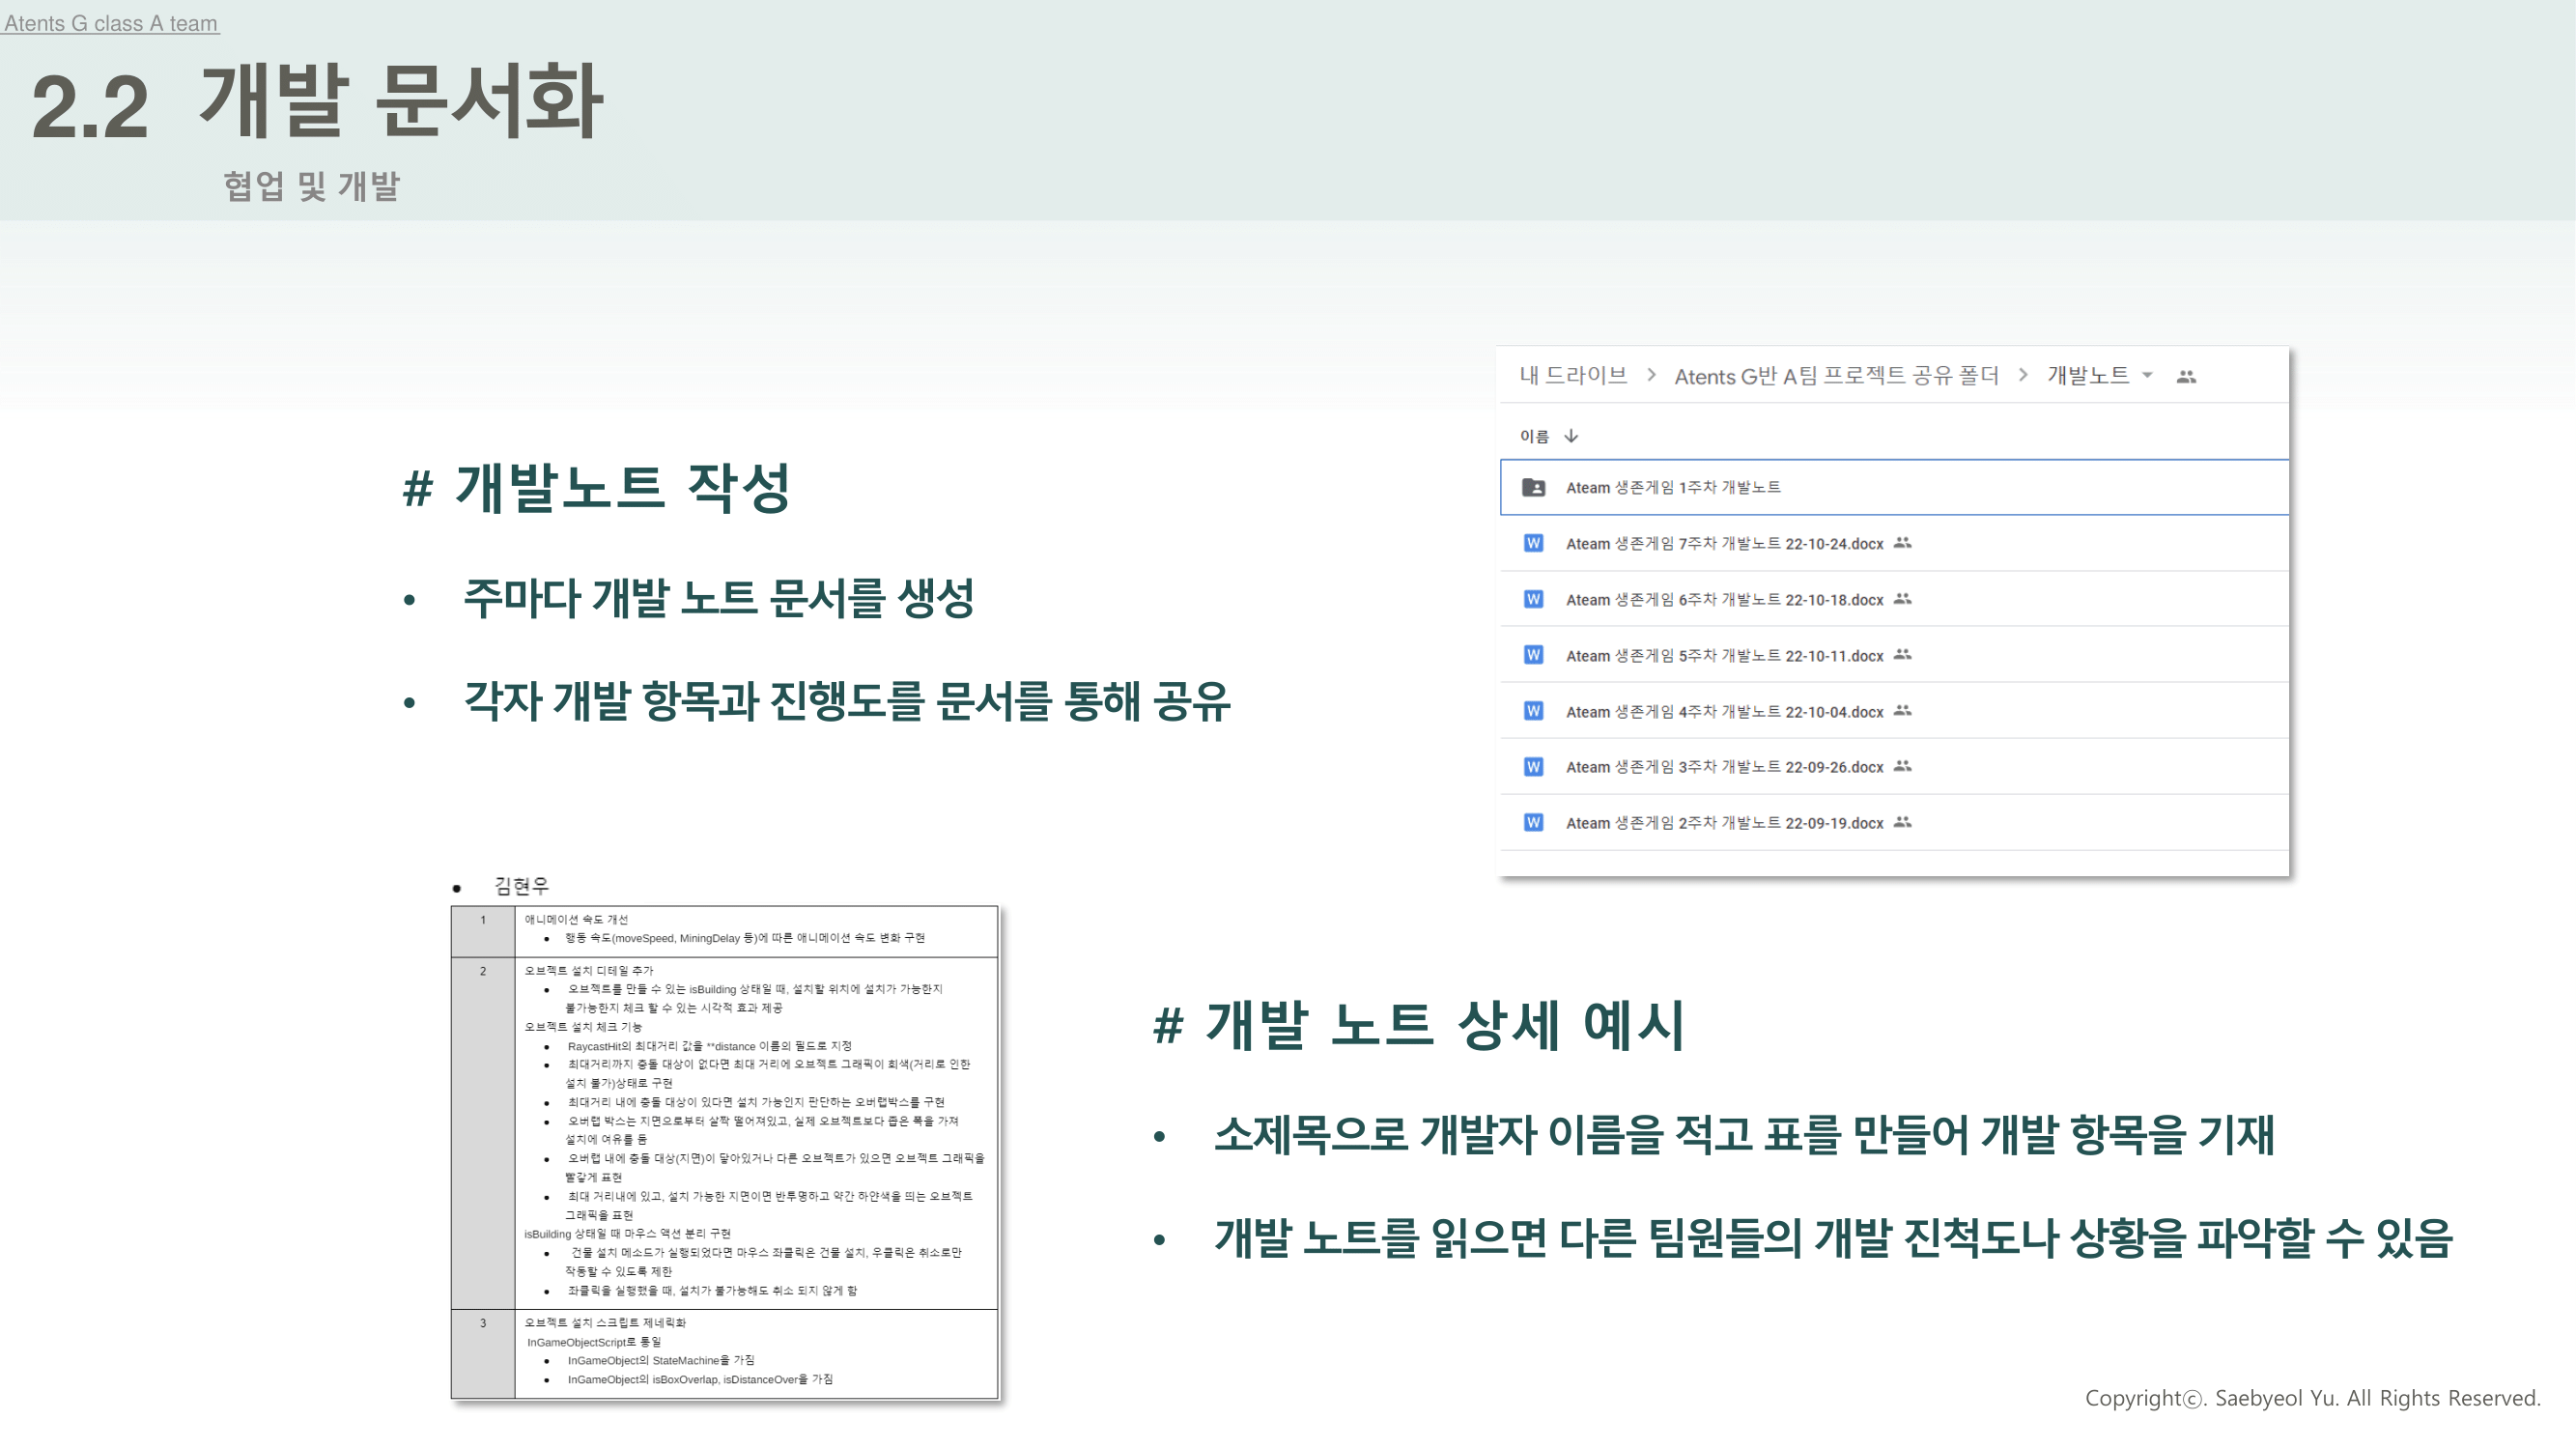 Atents G class A team
2.2 개발 문서화
협업 및 개발
내 드라이브 > Atents G반 A팀 프로젝트 공유 폴더 > 개발노트
이름
Ateam 생존게임 1주차 개발노트
Ateam 생존게임 7주차 개발노트 22-10-24.docx
Ateam 생존게임 6주차 개발노트 22-10-18.docx
Ateam 생존게임 5주차 개발노트 22-10-11.docx
Ateam 생존게임 4주차 개발노트 22-10-04.docx
Ateam 생존게임 3주차 개발노트 22-09-26.docx
Ateam 생존게임 2주차 개발노트 22-09-19.docx
# 개발노트 작성
• 주마다 개발 노트 문서를 생성
• 각자 개발 항목과 진행도를 문서를 통해 공유
• 김현우
1 애니메이션 속도 개선
• 행동 속도(moveSpeed, MiningDelay 등)에 따른 애니메이션 속도 변화 구현
2 오브젝트 설치 디테일 추가
• 오브젝트를 만들 수 있는 isBuilding 상태일 때, 설치할 위치에 설치가 가능한지
불가능한지 체크 할 수 있는 시각적 효과 제공
오브젝트 설치 체크 기능
• RaycastHit의 최대거리 값을 **distance 이름의 필드로 지정
• 최대거리까지 충돌 대상이 없다면 최대 거리에 오브젝트 그래픽이 회색(거리로 인한
설치 불가)상태로 구현
• 최대거리 내에 충돌 대상이 있다면 설치 가능인지 판단하는 오버랩박스를 구현
• 오버랩 박스는 지면으로부터 살짝 떨어져있고, 실제 오브젝트보다 좁은 폭을 가져
설치에 여유를 둠
• 오버랩 내에 충돌 대상(지면)이 닿아있거나 다른 오브젝트가 있으면 오브젝트 그래픽을
빨갛게 표현
• 최대 거리내에 있고, 설치 가능한 지면이면 반투명하고 약간 하얀색을 띄는 오브젝트
그래픽을 표현
isBuilding 상태일 때 마우스 액션 분리 구현
• 건물 설치 메소드가 실행되었다면 마우스 좌클릭은 건물 설치, 우클릭은 취소로만
작동할 수 있도록 제한
• 좌클릭을 실행했을 때, 설치가 불가능해도 취소 되지 않게 함
3 오브젝트 설치 스크립트 제네릭화
InGameObjectScript로 통일
• InGameObject의 StateMachine을 가짐
• InGameObject의 isBoxOverlap, isDistanceOver을 가짐
# 개발 노트 상세 예시
• 소제목으로 개발자 이름을 적고 표를 만들어 개발 항목을 기재
• 개발 노트를 읽으면 다른 팀원들의 개발 진척도나 상황을 파악할 수 있음
Copyrightⓒ. Saebyeol Yu. All Rights Reserved.